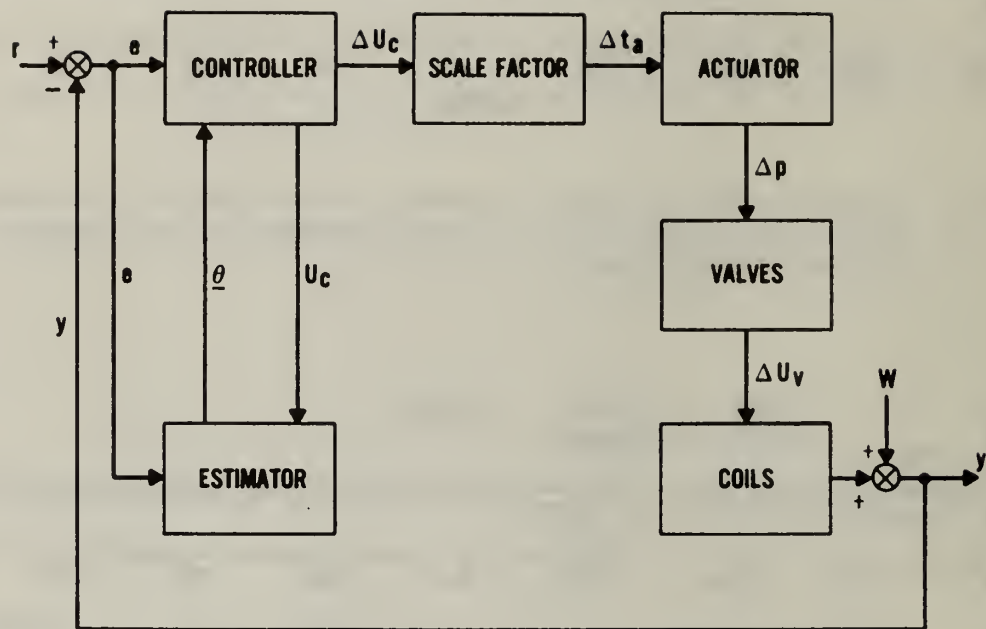 r
+
−
e
CONTROLLER
ΔUc
SCALE FACTOR
Δta
ACTUATOR
Δp
VALVES
ΔUv
COILS
W
+
+
y
e
θ
Uc
y
ESTIMATOR